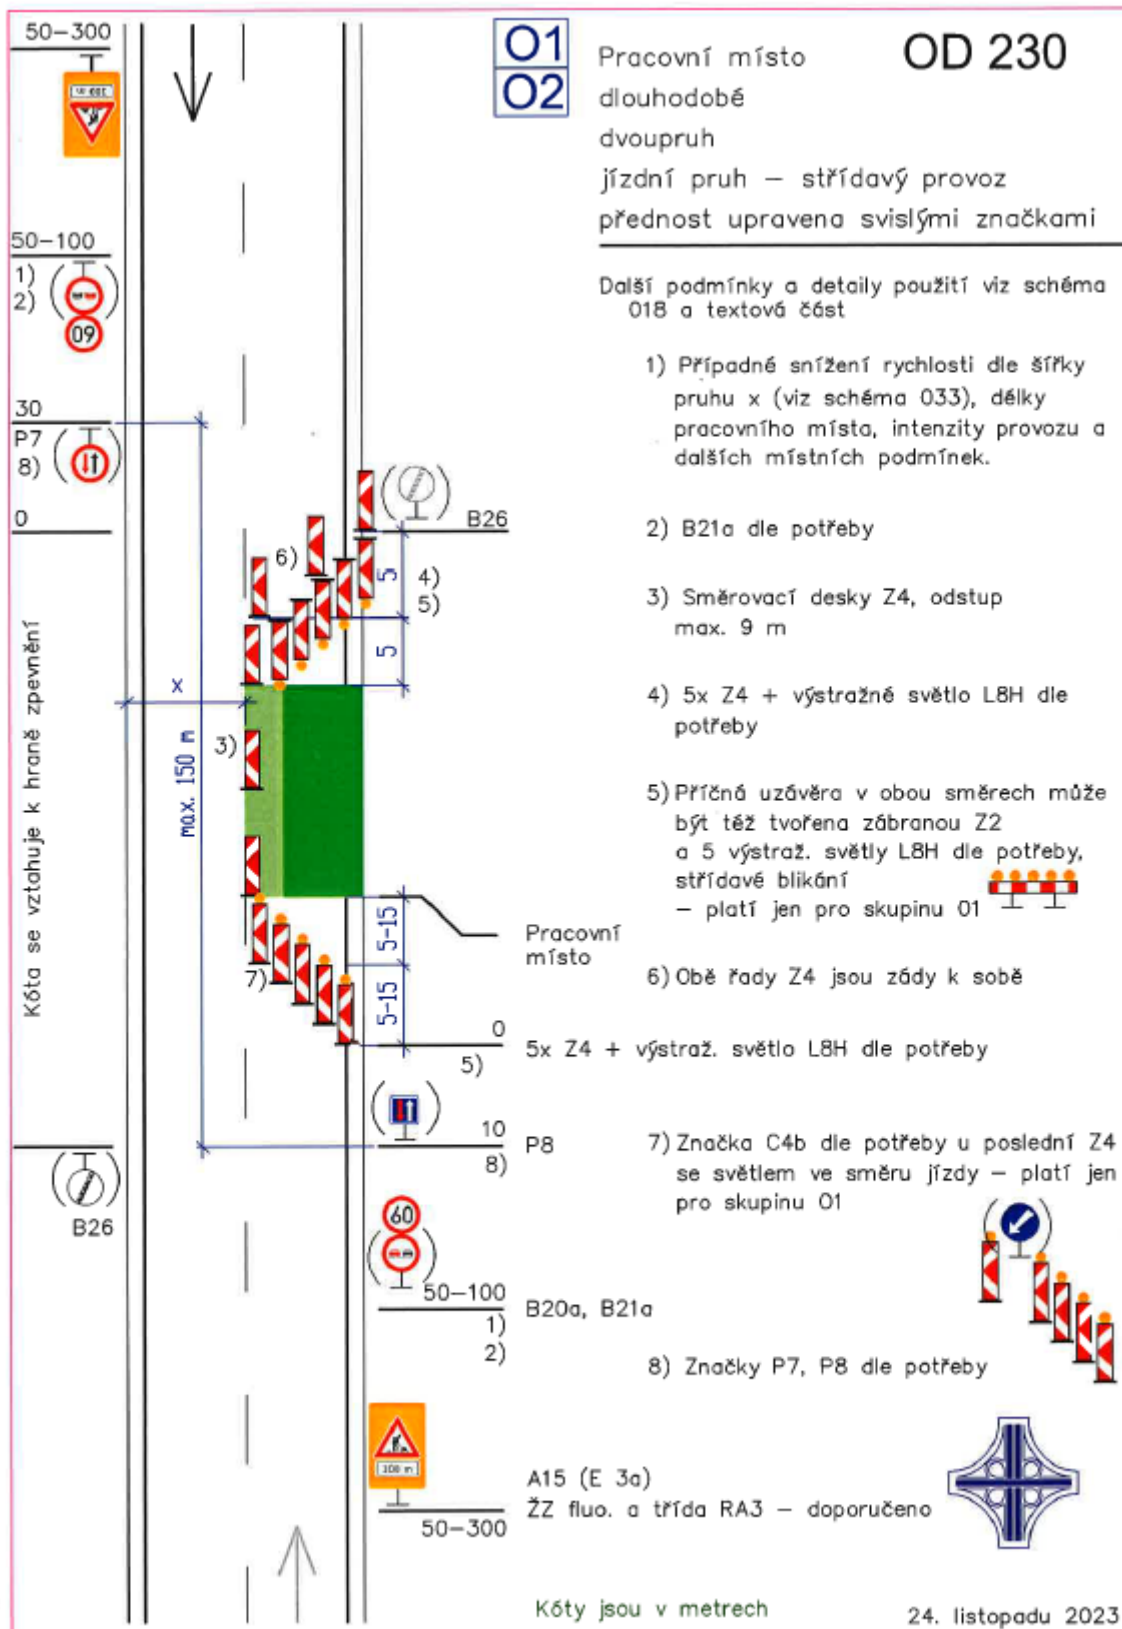 50-300
300 m
50-100
1)
2)
60
30
P7
8)
0
Kóta se vztahuje k hraně zpevnění
x
max. 150 m
B26
O1
O2
Pracovní místo
OD 230
dlouhodobé
dvoupruh
jízdní pruh – střídavý provoz
přednost upravena svislými značkami
Další podmínky a detaily použití viz schéma
018 a textová část
1) Případné snížení rychlosti dle šířky
pruhu x (viz schéma 033), délky
pracovního místa, intenzity provozu a
dalších místních podmínek.
B26
2) B21a dle potřeby
6)
5
4)
5)
5
3) Směrovací desky Z4, odstup
max. 9 m
3)
4) 5x Z4 + výstražné světlo L8H dle
potřeby
5) Příčná uzávěra v obou směrech může
být též tvořena zábranou Z2
a 5 výstraž. světly L8H dle potřeby,
střídavé blikání
– platí jen pro skupinu 01
Pracovní
místo
5-15
5-15
7)
6) Obě řady Z4 jsou zády k sobě
0
5)
5x Z4 + výstraž. světlo L8H dle potřeby
10
8)
P8
7) Značka C4b dle potřeby u poslední Z4
se světlem ve směru jízdy – platí jen
pro skupinu 01
60
50-100
1)
2)
B20a, B21a
8) Značky P7, P8 dle potřeby
300 m
50-300
A15 (E 3a)
ŽZ fluo. a třída RA3 – doporučeno
Kóty jsou v metrech
24. listopadu 2023